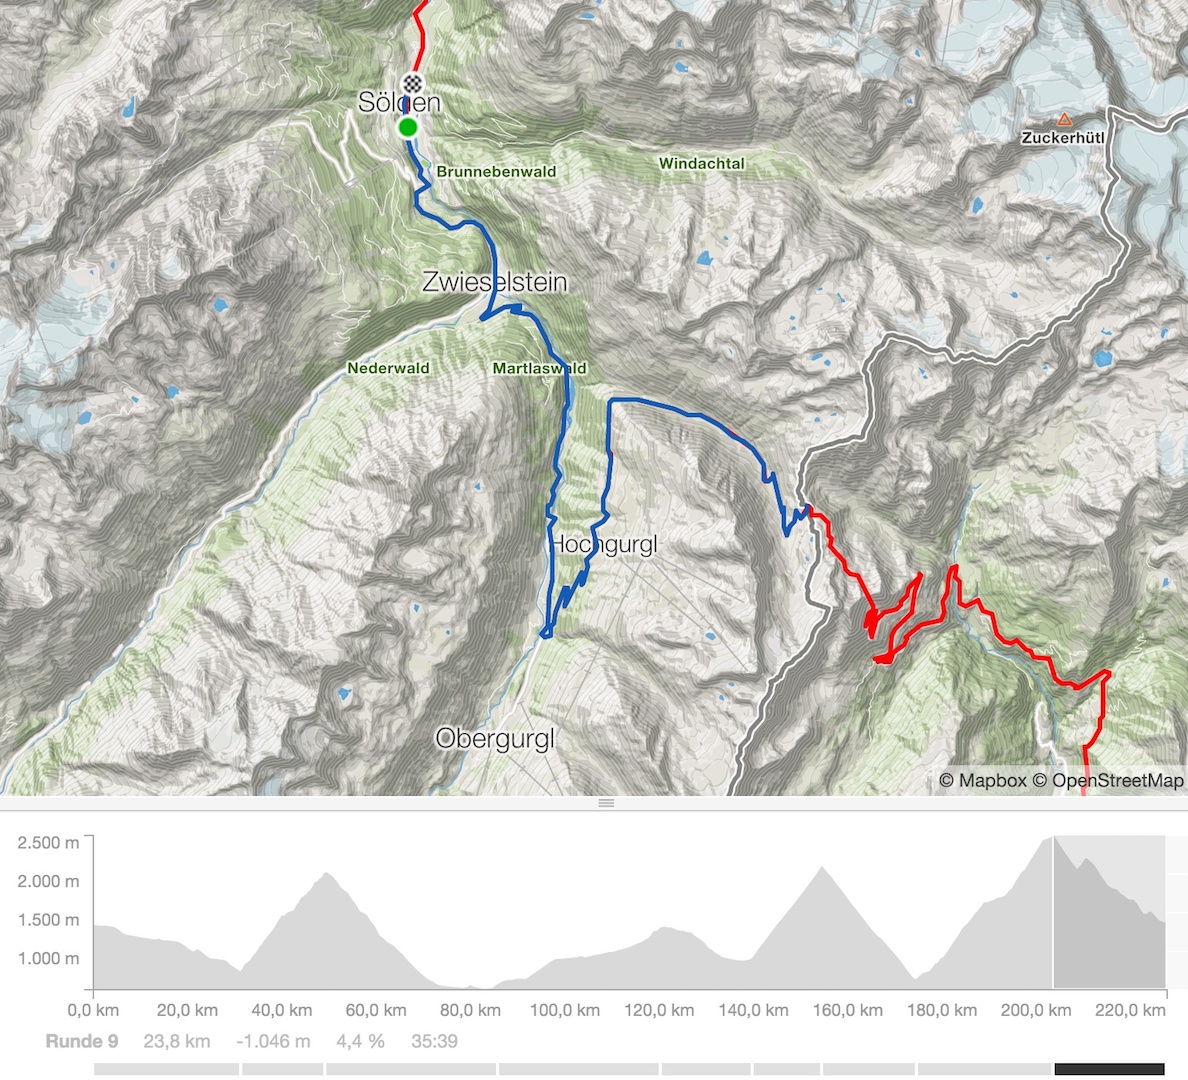 Sölden
Zuckerhütl
Brunnebenwald
Windachtal
Zwieselstein
Nederwald
Martlaswald
Hochgurgl
Obergurgl
© Mapbox © OpenStreetMap
2.500 m
2.000 m
1.500 m
1.000 m
0,0 km 20,0 km 40,0 km 60,0 km 80,0 km 100,0 km 120,0 km 140,0 km 160,0 km 180,0 km 200,0 km 220,0 km
Runde 9 23,8 km -1.046 m 4,4 % 35:39